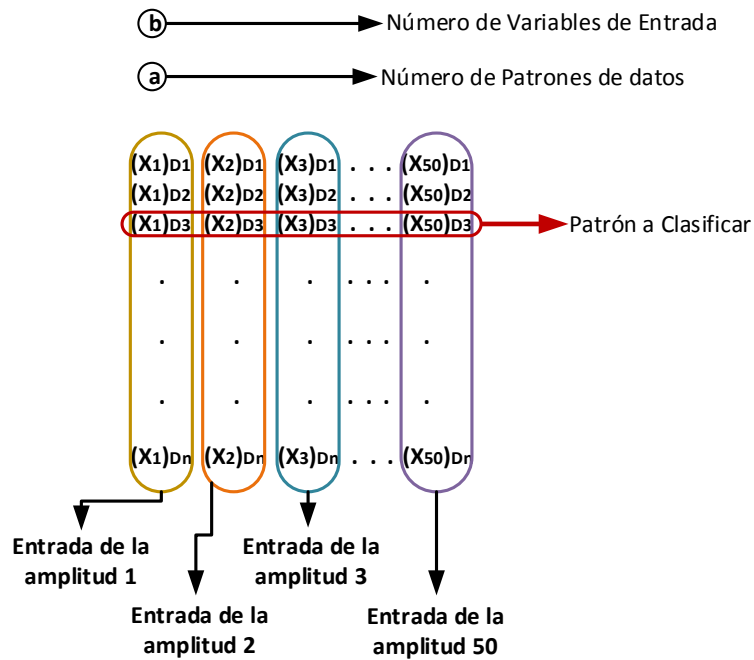 b Número de Variables de Entrada
a Número de Patrones de datos
(X1)D1 (X2)D1 (X3)D1 . . . (X50)D1
(X1)D2 (X2)D2 (X3)D2 . . . (X50)D2
(X1)D3 (X2)D3 (X3)D3 . . . (X50)D3 Patrón a Clasificar
. . . . . . .
. . . . . . .
. . . . . . .
(X1)Dn (X2)Dn (X3)Dn . . . (X50)Dn
Entrada de la
amplitud 1
Entrada de la
amplitud 2
Entrada de la
amplitud 3
Entrada de la
amplitud 50